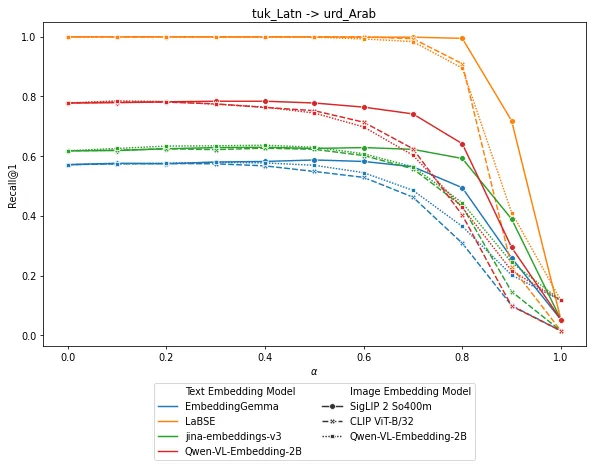 tuk_Latn -> urd_Arab
1.0
0.8
0.6
0.4
0.2
0.0
Recall@1
0.0 0.2 0.4 0.6 0.8 1.0
α
Text Embedding Model Image Embedding Model
EmbeddingGemma SigLIP 2 So400m
LaBSE CLIP ViT-B/32
jina-embeddings-v3 Qwen-VL-Embedding-2B
Qwen-VL-Embedding-2B